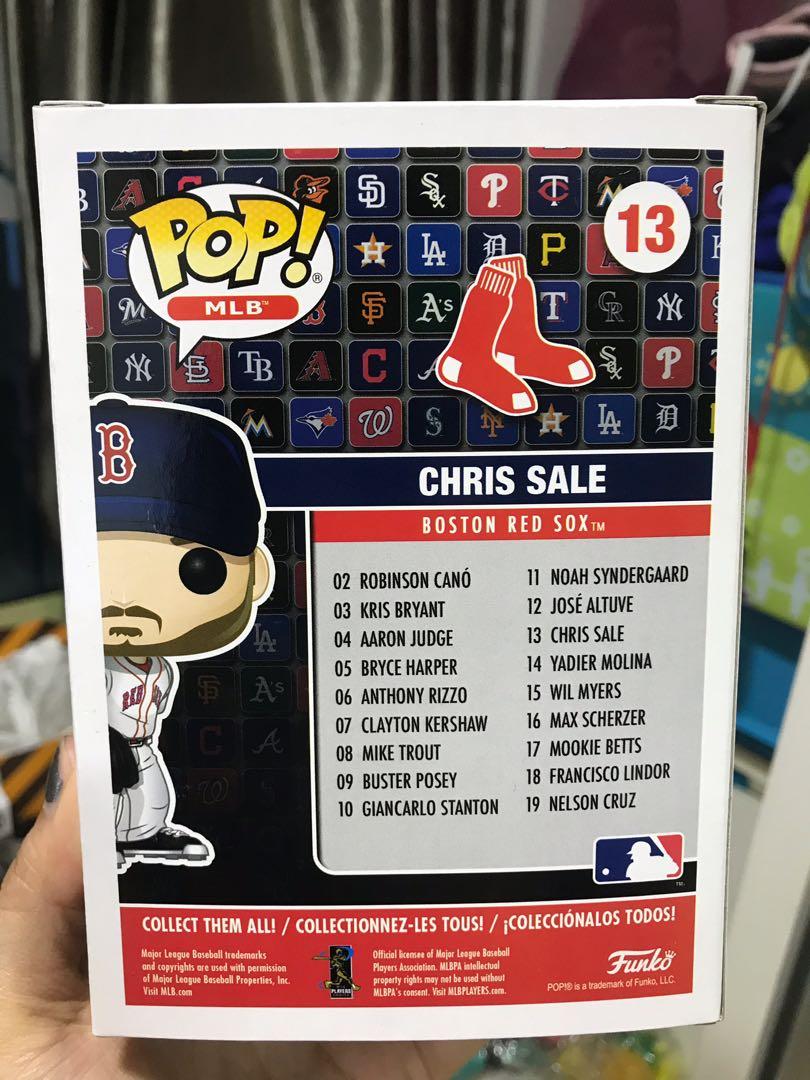 POP!®
MLB™
13
B
CHRIS SALE
BOSTON RED SOX™
02 ROBINSON CANÓ
03 KRIS BRYANT
04 AARON JUDGE
05 BRYCE HARPER
06 ANTHONY RIZZO
07 CLAYTON KERSHAW
08 MIKE TROUT
09 BUSTER POSEY
10 GIANCARLO STANTON
11 NOAH SYNDERGAARD
12 JOSÉ ALTUVE
13 CHRIS SALE
14 YADIER MOLINA
15 WIL MYERS
16 MAX SCHERZER
17 MOOKIE BETTS
18 FRANCISCO LINDOR
19 NELSON CRUZ
TM.
COLLECT THEM ALL! / COLLECTIONNEZ-LES TOUS! / ¡COLECCIÓNALOS TODOS!
Major League Baseball trademarks
and copyrights are used with permission
of Major League Baseball Properties, Inc.
Visit MLB.com
PLAYERS
Official licensee of Major League Baseball
Players Association. MLBPA intellectual
property rights may not be used without
MLBPA's consent. Visit MLBPLAYERS.com.
Funko
POP!® is a trademark of Funko, LLC.